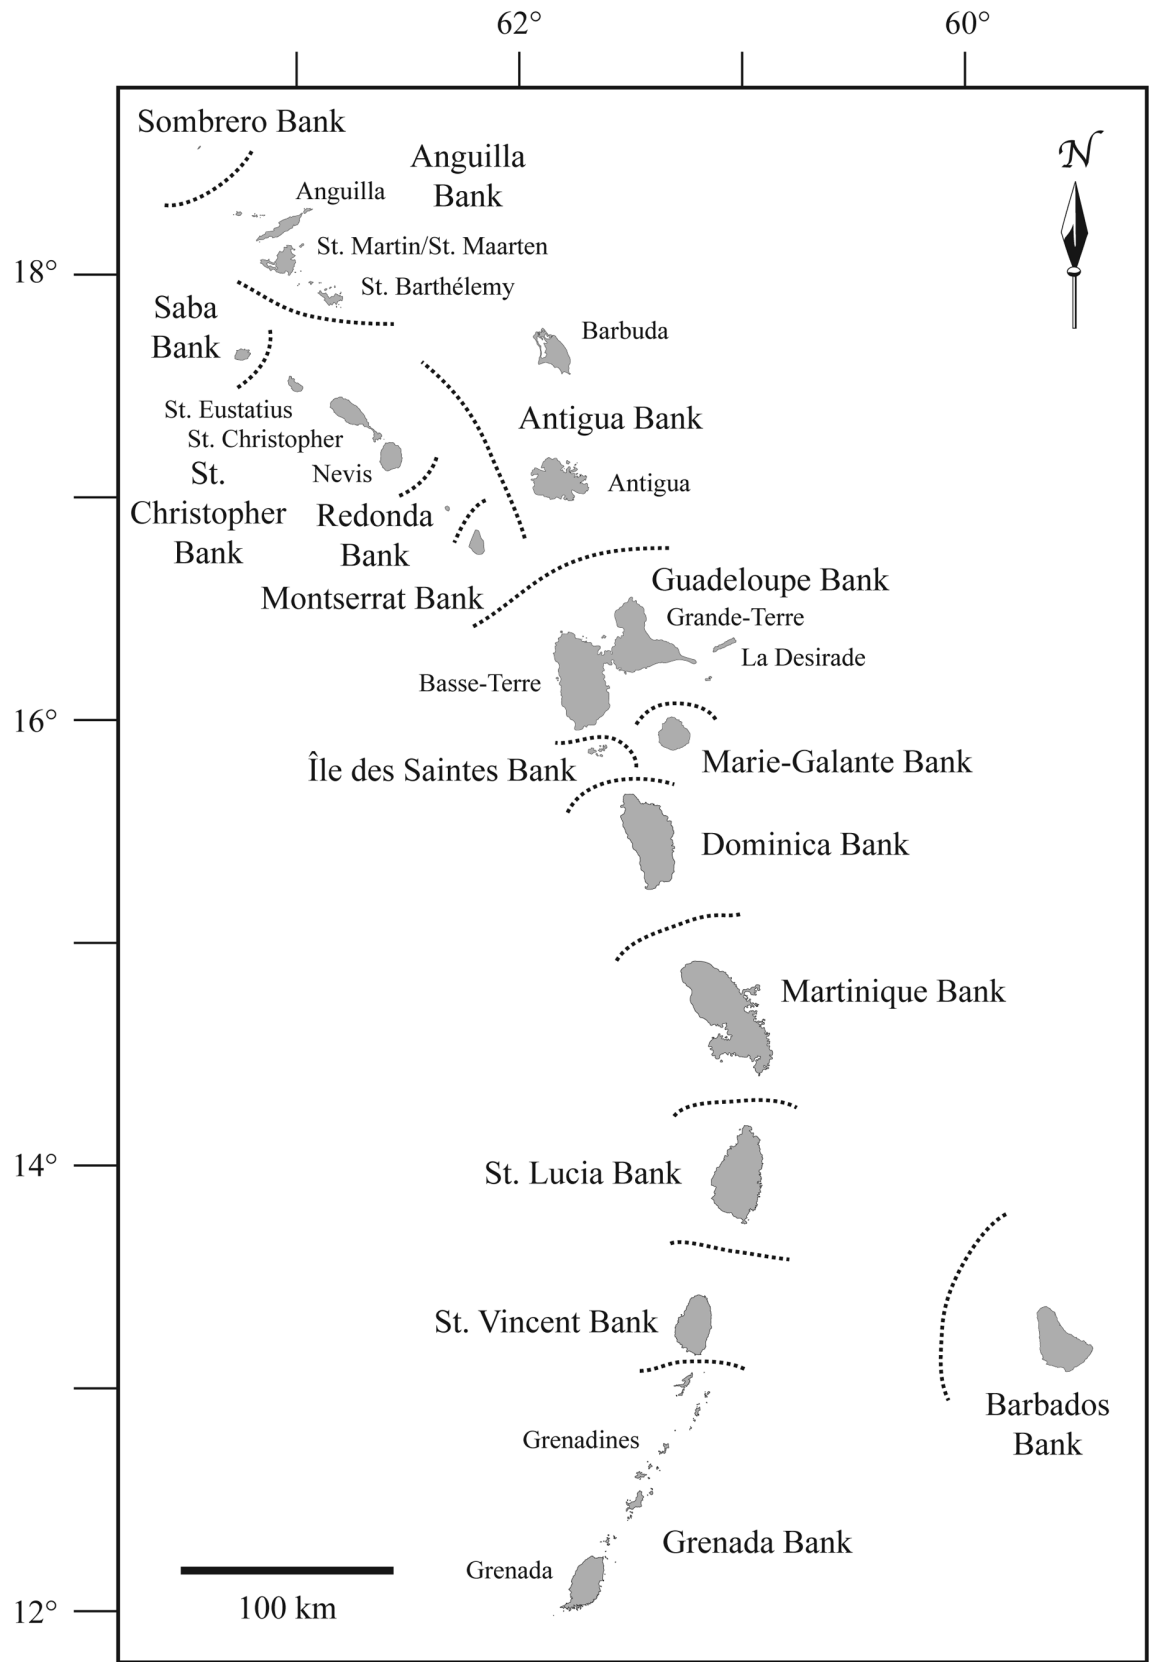 62°
60°
Sombrero Bank
Anguilla
Bank
N
Anguilla
St. Martin/St. Maarten
18°
St. Barthélemy
Saba
Bank
Barbuda
St. Eustatius
Antigua Bank
St. Christopher
Nevis
St.
Christopher
Bank
Antigua
Redonda
Bank
Montserrat Bank
Guadeloupe Bank
Grande-Terre
La Desirade
Basse-Terre
16°
Île des Saintes Bank
Marie-Galante Bank
Dominica Bank
Martinique Bank
14°
St. Lucia Bank
St. Vincent Bank
Barbados
Bank
Grenadines
Grenada Bank
Grenada
100 km
12°